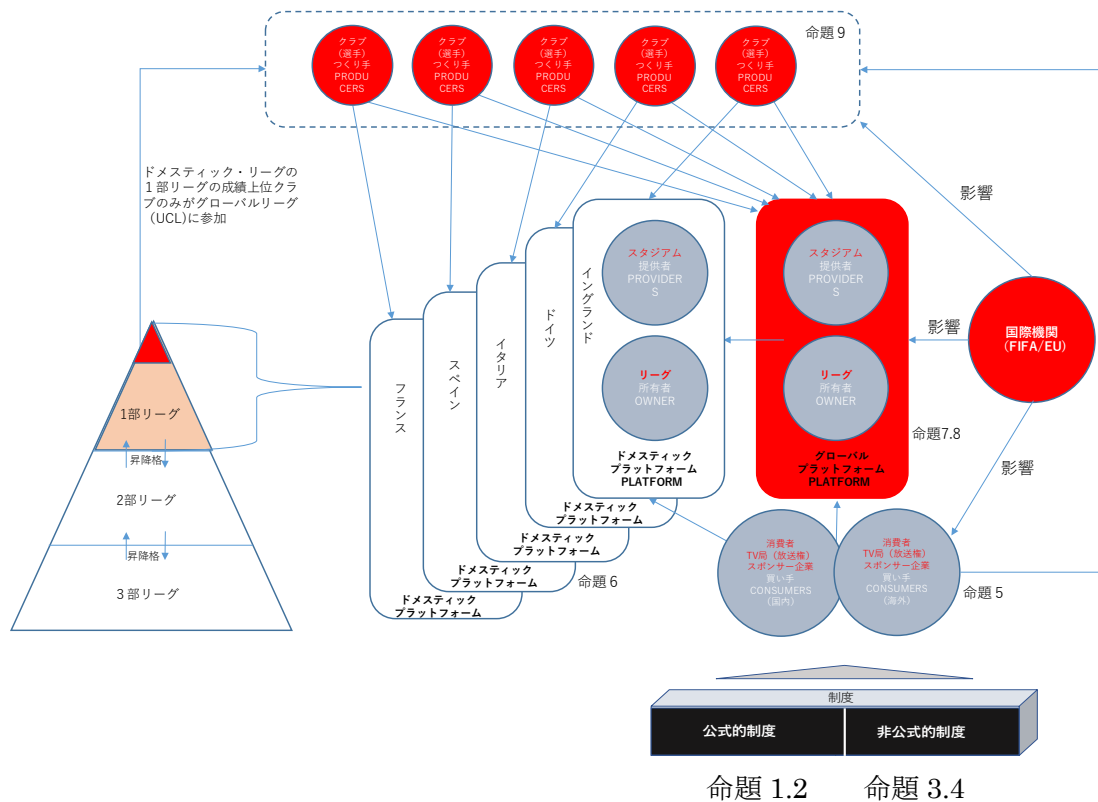 命題９
クラブ
（選手）
つくり手
PRODU
CERS
クラブ
（選手）
つくり手
PRODU
CERS
クラブ
（選手）
つくり手
PRODU
CERS
クラブ
（選手）
つくり手
PRODU
CERS
クラブ
（選手）
つくり手
PRODU
CERS
ドメスティック・リーグの
１部リーグの成績上位クラ
ブのみがグローバルリーグ
（UCL)に参加
影響
影響
影響
国際機関
（FIFA/EU）
スタジアム
提供者
PROVIDER
S
リーグ
所有者
OWNER
ドメスティック
プラットフォーム
PLATFORM
イングランド
スタジアム
提供者
PROVIDER
S
リーグ
所有者
OWNER
グローバル
プラットフォーム
PLATFORM
命題7.8
ドイツ
ドメスティック
プラットフォーム
イタリア
ドメスティック
プラットフォーム
スペイン
ドメスティック
プラットフォーム
フランス
ドメスティック
プラットフォーム
命題６
1部リーグ
昇降格
２部リーグ
昇降格
３部リーグ
消費者
TV局（放送権）
スポンサー企業
買い手
CONSUMERS
（国内）
消費者
TV局（放送権）
スポンサー企業
買い手
CONSUMERS
（海外）
命題５
制度
公式的制度
非公式的制度
命題 1.2
命題 3.4